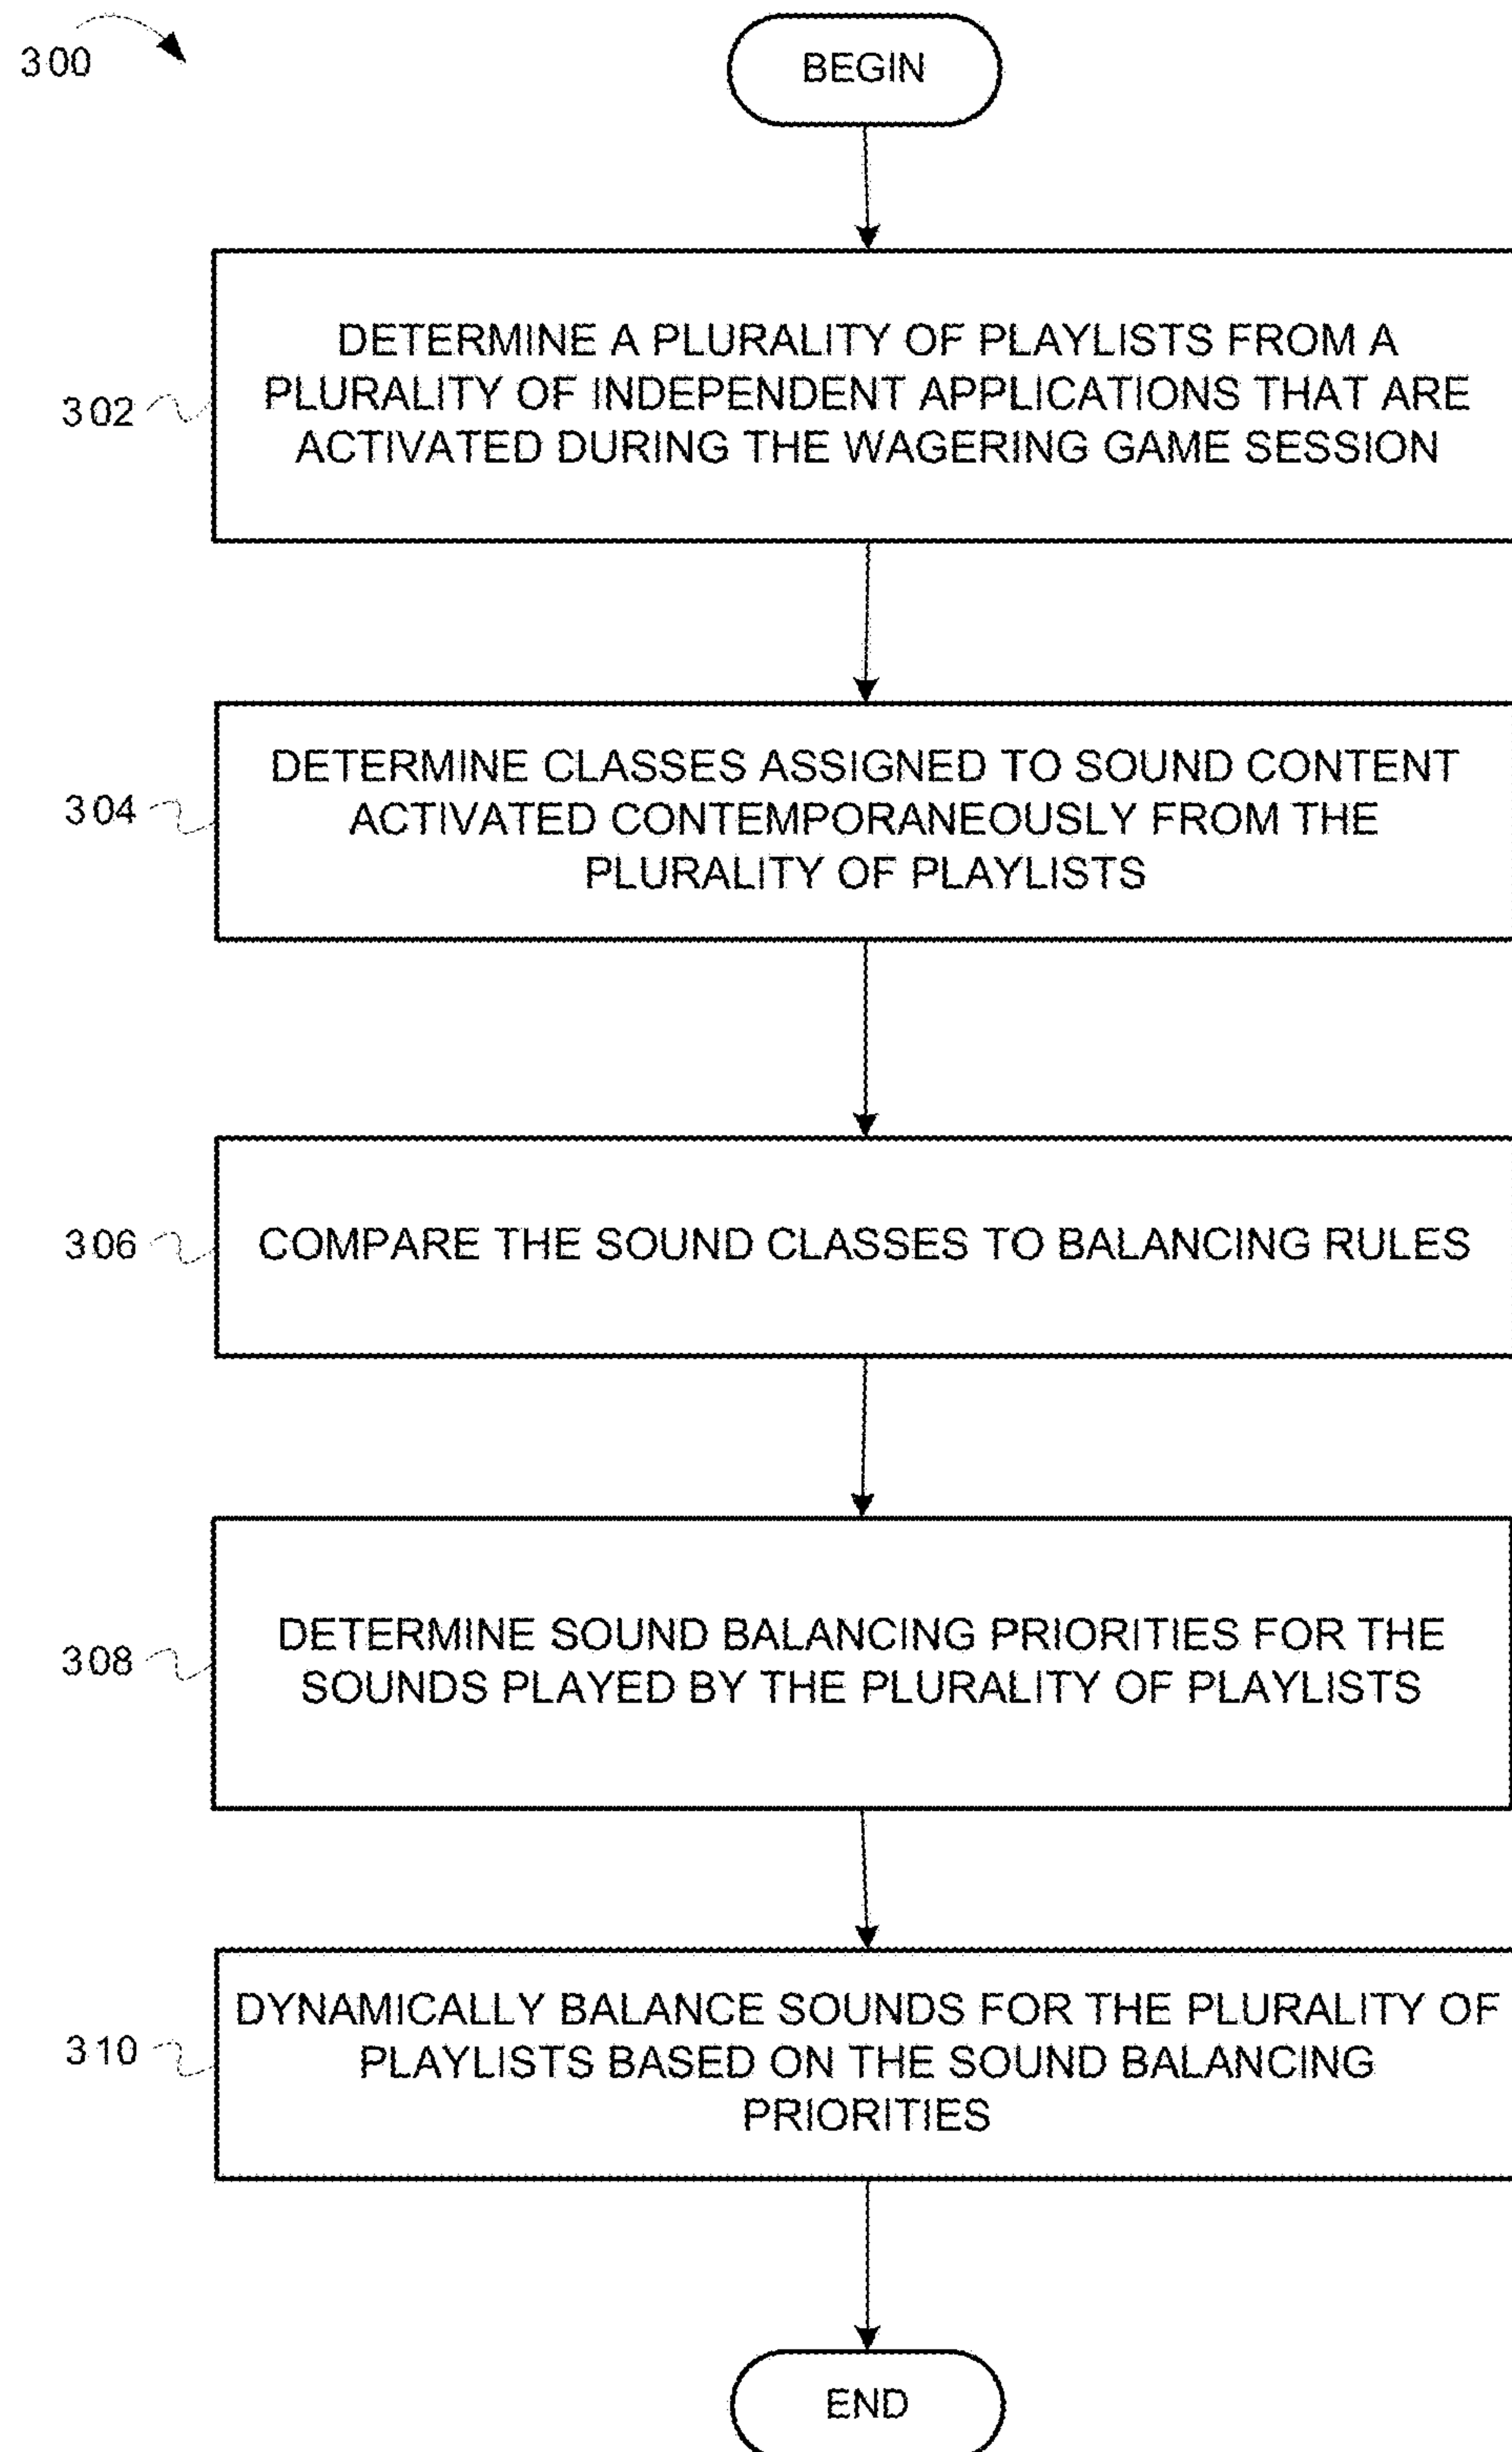 300
BEGIN
302
DETERMINE A PLURALITY OF PLAYLISTS FROM A
PLURALITY OF INDEPENDENT APPLICATIONS THAT ARE
ACTIVATED DURING THE WAGERING GAME SESSION
304
DETERMINE CLASSES ASSIGNED TO SOUND CONTENT
ACTIVATED CONTEMPORANEOUSLY FROM THE
PLURALITY OF PLAYLISTS
306
COMPARE THE SOUND CLASSES TO BALANCING RULES
308
DETERMINE SOUND BALANCING PRIORITIES FOR THE
SOUNDS PLAYED BY THE PLURALITY OF PLAYLISTS
310
DYNAMICALLY BALANCE SOUNDS FOR THE PLURALITY OF
PLAYLISTS BASED ON THE SOUND BALANCING
PRIORITIES
END